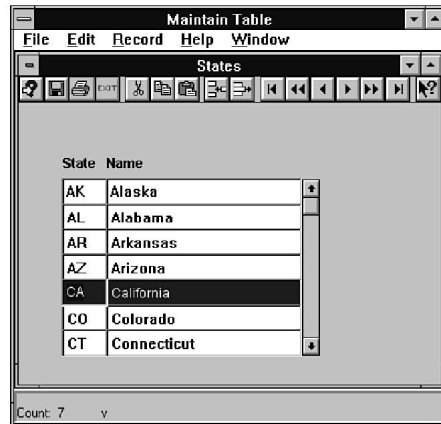 Maintain Table
File Edit Record Help Window
States
EXIT
State Name
AK Alaska
AL Alabama
AR Arkansas
AZ Arizona
CA California
CO Colorado
CT Connecticut
Count: 7 v